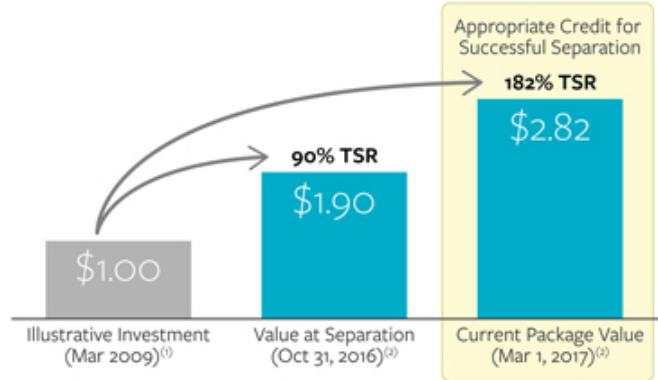 Appropriate Credit for
Successful Separation
182% TSR
$2.82
90% TSR
$1.90
$1.00
Illustrative Investment
(Mar 2009)(1)
Value at Separation
(Oct 31, 2016)(2)
Current Package Value
(Mar 1, 2017)(2)